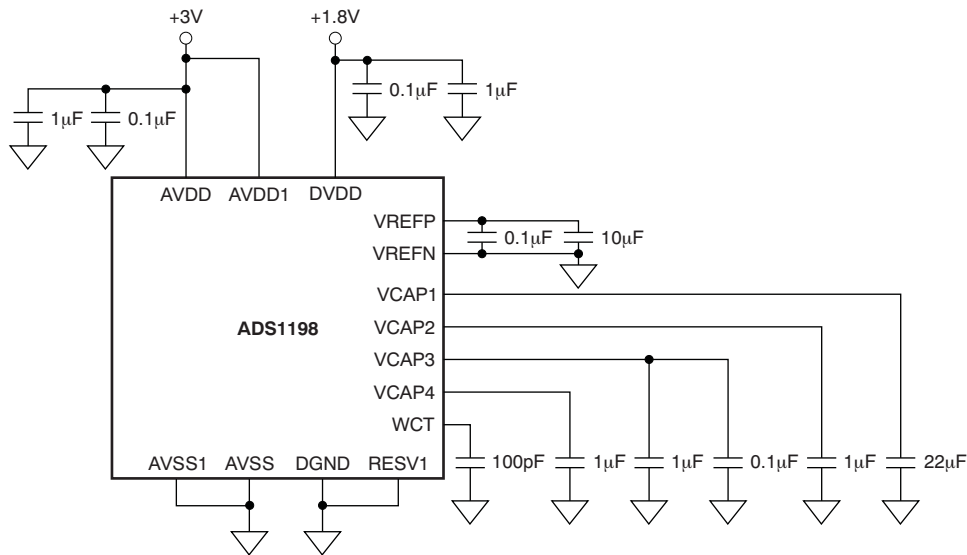 +3V
+1.8V
1μF
0.1μF
0.1μF
1μF
AVDD
AVDD1
DVDD
VREFP
0.1μF
10μF
VREFN
VCAP1
ADS1198
VCAP2
VCAP3
VCAP4
WCT
AVSS1
AVSS
DGND
RESV1
100pF
1μF
1μF
0.1μF
1μF
22μF